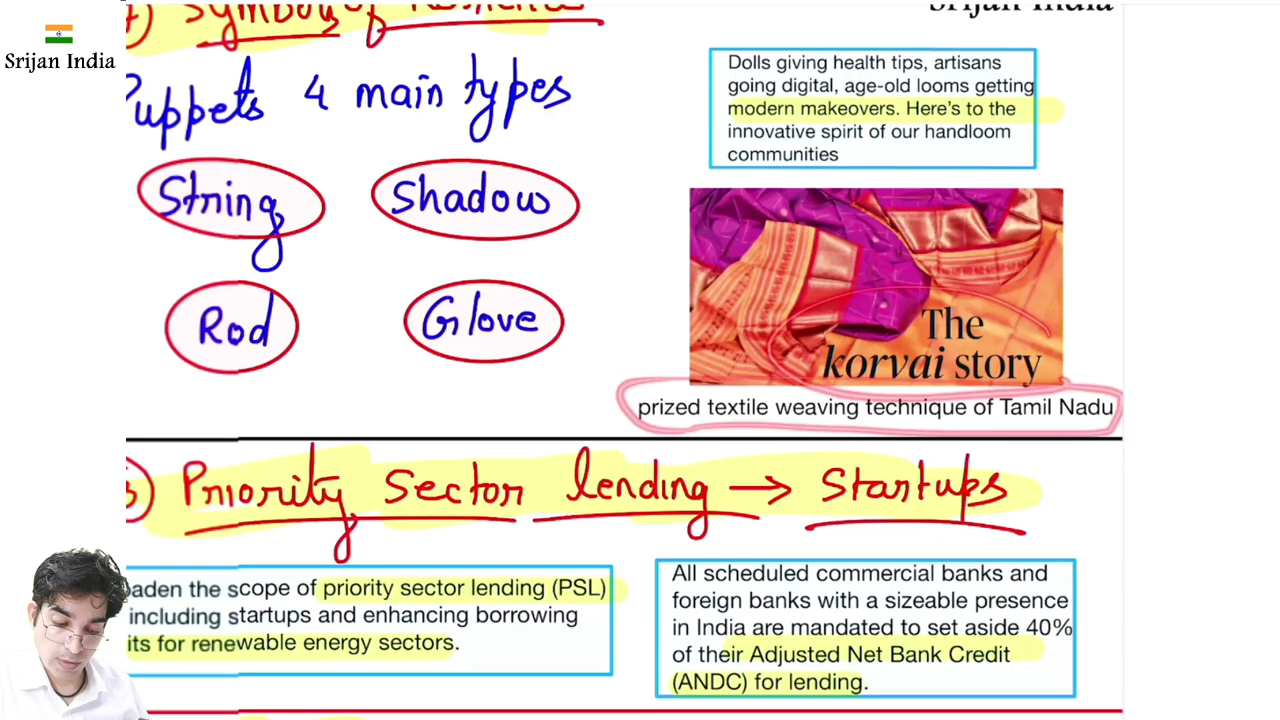 Srijan India
Srijan India
Symbols of
Puppets 4 main types
String Shadow
Rod Glove
Dolls giving health tips, artisans
going digital, age-old looms getting
modern makeovers. Here's to the
innovative spirit of our handloom
communities
The
korvai story
prized textile weaving technique of Tamil Nadu
Priority Sector lending → Startups
aden the scope of priority sector lending (PSL)
including startups and enhancing borrowing
its for renewable energy sectors.
All scheduled commercial banks and
foreign banks with a sizeable presence
in India are mandated to set aside 40%
of their Adjusted Net Bank Credit
(ANDC) for lending.